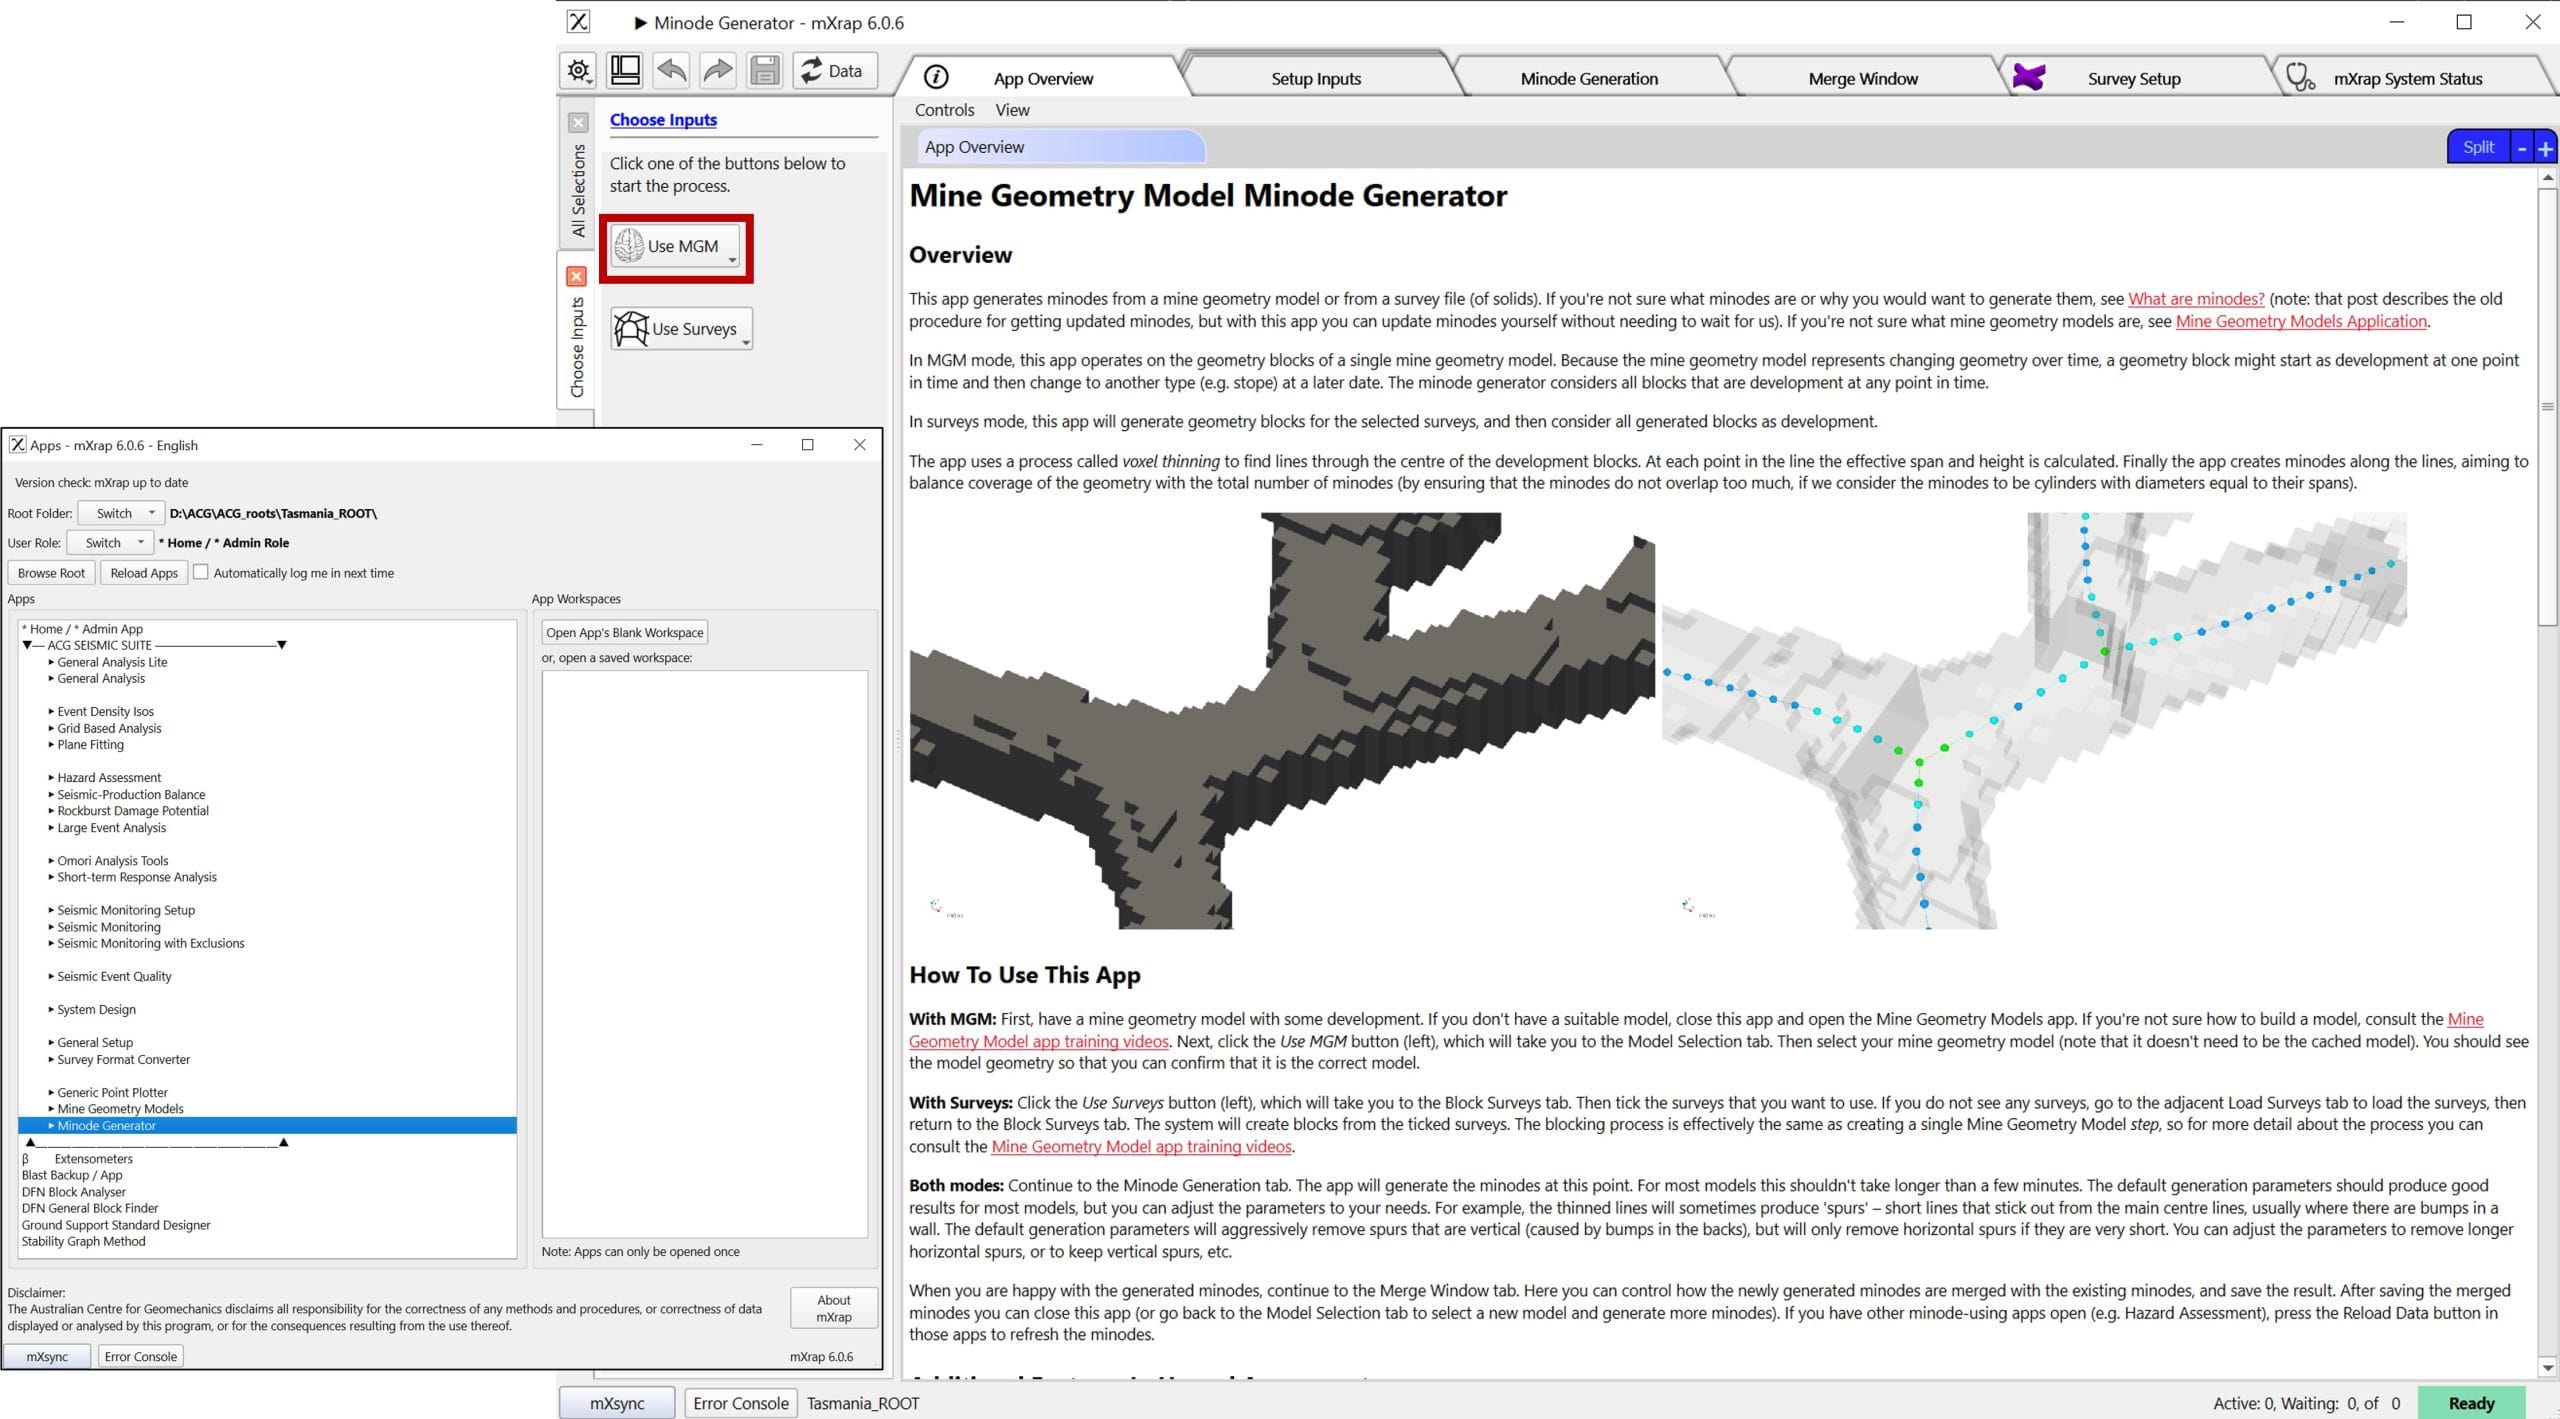 Minode Generator - mXrap 6.0.6
Data
App Overview
Setup Inputs
Minode Generation
Merge Window
Survey Setup
mXrap System Status
All Selections
Choose Inputs
Choose Inputs
Click one of the buttons below to
start the process.
Use MGM
Use Surveys
Controls View
App Overview
Split - +
Mine Geometry Model Minode Generator
Overview
This app generates minodes from a mine geometry model or from a survey file (of solids). If you're not sure what minodes are or why you would want to generate them, see What are minodes? (note: that post describes the old
procedure for getting updated minodes, but with this app you can update minodes yourself without needing to wait for us). If you're not sure what mine geometry models are, see Mine Geometry Models Application.
In MGM mode, this app operates on the geometry blocks of a single mine geometry model. Because the mine geometry model represents changing geometry over time, a geometry block might start as development at one point
in time and then change to another type (e.g. stope) at a later date. The minode generator considers all blocks that are development at any point in time.
In surveys mode, this app will generate geometry blocks for the selected surveys, and then consider all generated blocks as development.
The app uses a process called voxel thinning to find lines through the centre of the development blocks. At each point in the line the effective span and height is calculated. Finally the app creates minodes along the lines, aiming to
balance coverage of the geometry with the total number of minodes (by ensuring that the minodes do not overlap too much, if we consider the minodes to be cylinders with diameters equal to their spans).
How To Use This App
With MGM: First, have a mine geometry model with some development. If you don't have a suitable model, close this app and open the Mine Geometry Models app. If you're not sure how to build a model, consult the Mine
Geometry Model app training videos. Next, click the Use MGM button (left), which will take you to the Model Selection tab. Then select your mine geometry model (note that it doesn't need to be the cached model). You should see
the model geometry so that you can confirm that it is the correct model.
With Surveys: Click the Use Surveys button (left), which will take you to the Block Surveys tab. Then tick the surveys that you want to use. If you do not see any surveys, go to the adjacent Load Surveys tab to load the surveys, then
return to the Block Surveys tab. The system will create blocks from the ticked surveys. The blocking process is effectively the same as creating a single Mine Geometry Model step, so for more detail about the process you can
consult the Mine Geometry Model app training videos.
Both modes: Continue to the Minode Generation tab. The app will generate the minodes at this point. For most models this shouldn't take longer than a few minutes. The default generation parameters should produce good
results for most models, but you can adjust the parameters to your needs. For example, the thinned lines will sometimes produce 'spurs' – short lines that stick out from the main centre lines, usually where there are bumps in a
wall. The default generation parameters will aggressively remove spurs that are vertical (caused by bumps in the backs), but will only remove horizontal spurs if they are very short. You can adjust the parameters to remove longer
horizontal spurs, or to keep vertical spurs, etc.
When you are happy with the generated minodes, continue to the Merge Window tab. Here you can control how the newly generated minodes are merged with the existing minodes, and save the result. After saving the merged
minodes you can close this app (or go back to the Model Selection tab to select a new model and generate more minodes). If you have other minode-using apps open (e.g. Hazard Assessment), press the Reload Data button in
those apps to refresh the minodes.
mXsync
Error Console
Tasmania_ROOT
Active: 0, Waiting: 0, of 0
Ready
Apps - mXrap 6.0.6 - English
Version check: mXrap up to date
Root Folder: Switch D:\ACG\ACG_roots\Tasmania_ROOT\
User Role: Switch * Home / * Admin Role
Browse Root Reload Apps Automatically log me in next time
Apps
* Home / * Admin App
ACG SEISMIC SUITE
General Analysis Lite
General Analysis
Event Density Isos
Grid Based Analysis
Plane Fitting
Hazard Assessment
Seismic-Production Balance
Rockburst Damage Potential
Large Event Analysis
Omori Analysis Tools
Short-term Response Analysis
Seismic Monitoring Setup
Seismic Monitoring
Seismic Monitoring with Exclusions
Seismic Event Quality
System Design
General Setup
Survey Format Converter
Generic Point Plotter
Mine Geometry Models
Minode Generator
β Extensometers
Blast Backup / App
DFN Block Analyser
DFN General Block Finder
Ground Support Standard Designer
Stability Graph Method
App Workspaces
Open App's Blank Workspace
or, open a saved workspace:
Note: Apps can only be opened once
Disclaimer:
The Australian Centre for Geomechanics disclaims all responsibility for the correctness of any methods and procedures, or correctness of data
displayed or analysed by this program, or for the consequences resulting from the use thereof.
About
mXrap
mXsync
Error Console
mXrap 6.0.6